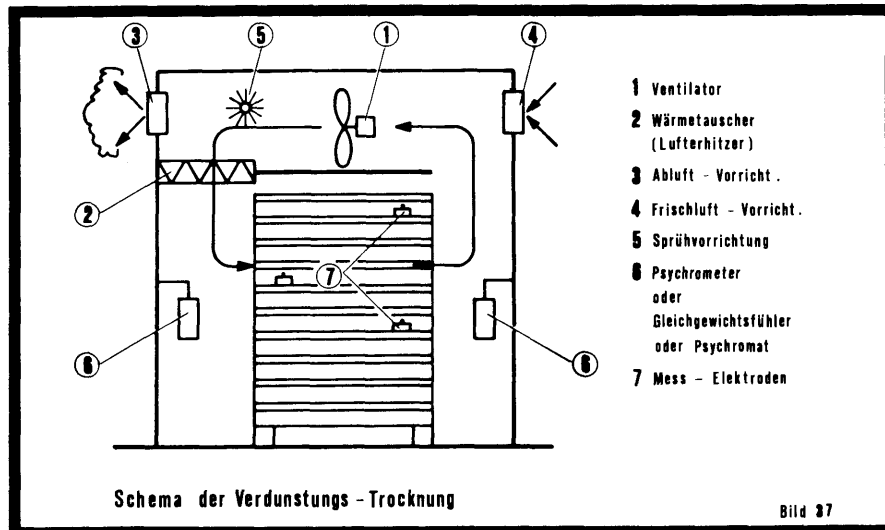 3
5
1
4
2
7
6
6
1 Ventilator
2 Wärmetauscher
(Lufterhitzer)
3 Abluft - Vorricht.
4 Frischluft - Vorricht.
5 Sprühvorrichtung
6 Psychrometer
oder
Gleichgewichtsfühler
oder Psychromat
7 Mess - Elektroden
Schema der Verdunstungs - Trocknung
Bild 37